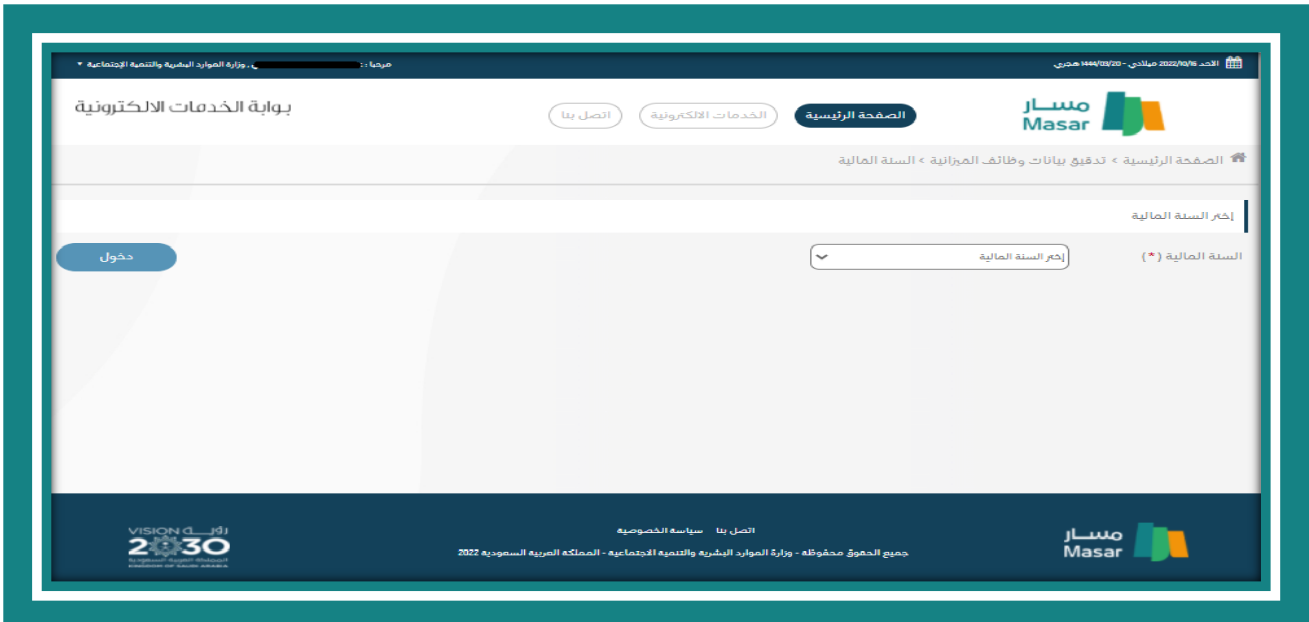 الاحد 2022/10/16 ميلادي - 1444/03/20 هجري
مرحبا : : , وزارة الموارد البشرية والتنمية الإجتماعية
مسار
Masar
الصفحة الرئيسية
الخدمات الالكترونية
اتصل بنا
بوابة الخدمات الالكترونية
الصفحة الرئيسية > تدقيق بيانات وظائف الميزانية > السنة المالية
إختر السنة المالية
السنة المالية (*)
إختر السنة المالية
دخول
مسار
Masar
اتصل بنا سياسة الخصوصية
جميع الحقوق محفوظه - وزارة الموارد البشرية والتنمية الاجتماعية - المملكة العربية السعودية 2022
VISION رؤيــة
2030
المملكة العربية السعودية
KINGDOM OF SAUDI ARABIA